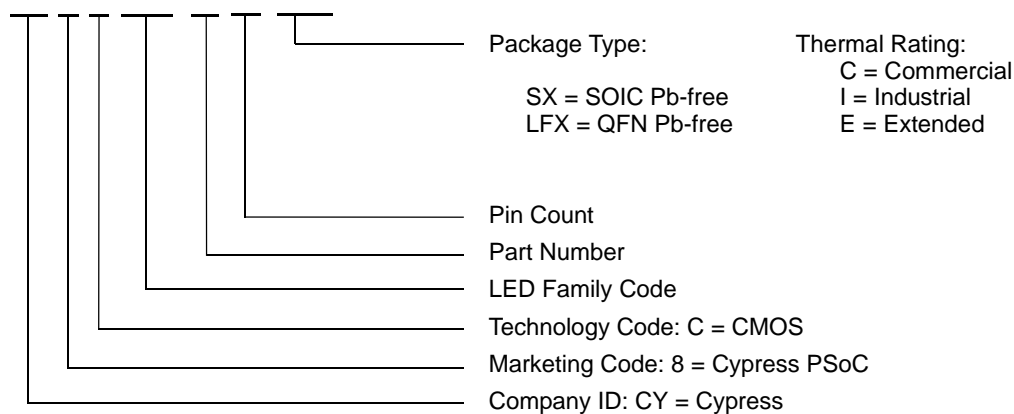 Package Type:
Thermal Rating:
C = Commercial
SX = SOIC Pb-free
I = Industrial
LFX = QFN Pb-free
E = Extended
Pin Count
Part Number
LED Family Code
Technology Code: C = CMOS
Marketing Code: 8 = Cypress PSoC
Company ID: CY = Cypress